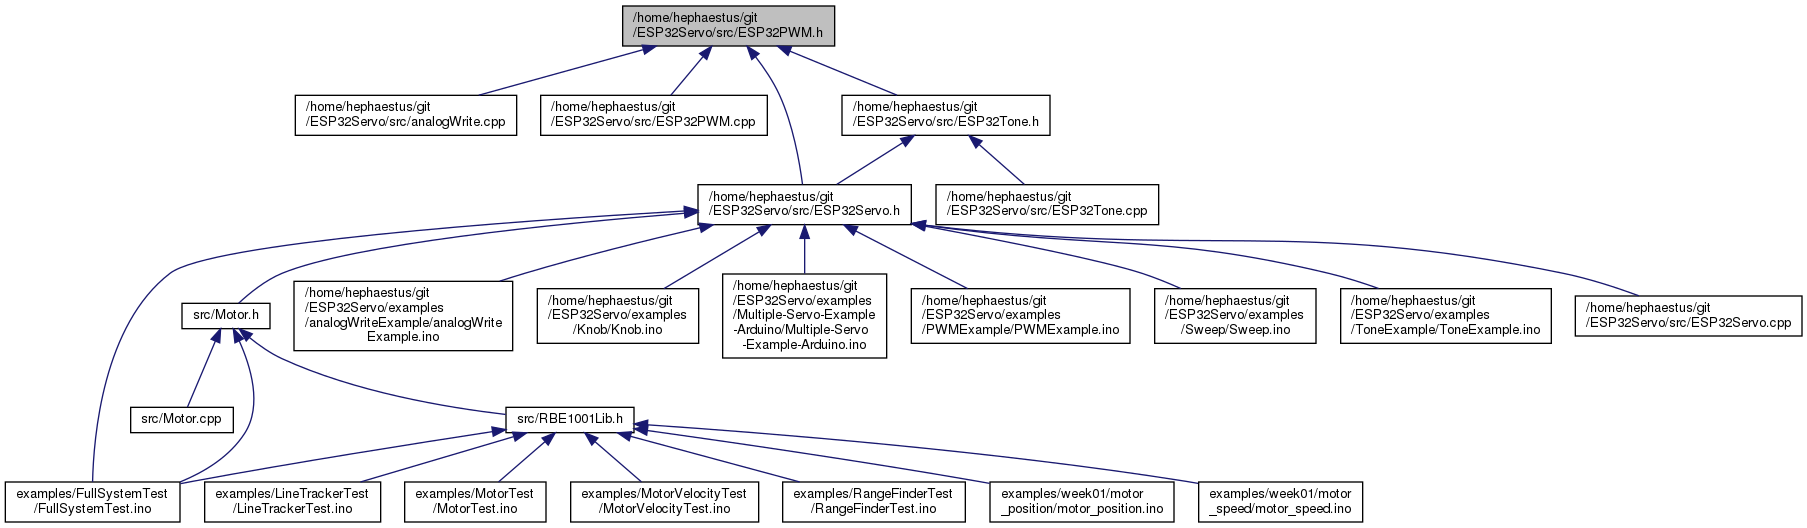 /home/hephaestus/git
/ESP32Servo/src/ESP32PWM.h
/home/hephaestus/git
/ESP32Servo/src/analogWrite.cpp
/home/hephaestus/git
/ESP32Servo/src/ESP32PWM.cpp
/home/hephaestus/git
/ESP32Servo/src/ESP32Tone.h
/home/hephaestus/git
/ESP32Servo/src/ESP32Servo.h
/home/hephaestus/git
/ESP32Servo/src/ESP32Tone.cpp
src/Motor.h
/home/hephaestus/git
/ESP32Servo/examples
/analogWriteExample/analogWrite
Example.ino
/home/hephaestus/git
/ESP32Servo/examples
/Knob/Knob.ino
/home/hephaestus/git
/ESP32Servo/examples
/Multiple-Servo-Example
-Arduino/Multiple-Servo
-Example-Arduino.ino
/home/hephaestus/git
/ESP32Servo/examples
/PWMExample/PWMExample.ino
/home/hephaestus/git
/ESP32Servo/examples
/Sweep/Sweep.ino
/home/hephaestus/git
/ESP32Servo/examples
/ToneExample/ToneExample.ino
/home/hephaestus/git
/ESP32Servo/src/ESP32Servo.cpp
src/Motor.cpp
src/RBE1001Lib.h
examples/FullSystemTest
/FullSystemTest.ino
examples/LineTrackerTest
/LineTrackerTest.ino
examples/MotorTest
/MotorTest.ino
examples/MotorVelocityTest
/MotorVelocityTest.ino
examples/RangeFinderTest
/RangeFinderTest.ino
examples/week01/motor
_position/motor_position.ino
examples/week01/motor
_speed/motor_speed.ino